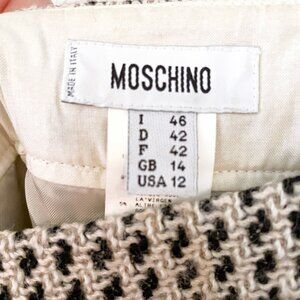 MADE IN ITALY
MOSCHINO
I 46
D 42
F 42
GB 14
USA 12